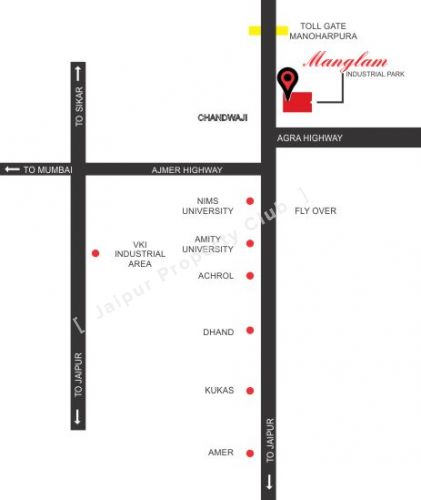 TOLL GATE
MANOHARPURA
Manglam
INDUSTRIAL PARK
TO SIKAR
CHANDWAJI
AGRA HIGHWAY
TO MUMBAI
AJMER HIGHWAY
NIMS
UNIVERSITY
FLY OVER
AMITY
UNIVERSITY
VKI
INDUSTRIAL
AREA
ACHROL
[ Jaipur Property Club ]
DHAND
TO JAIPUR
KUKAS
TO JAIPUR
AMER